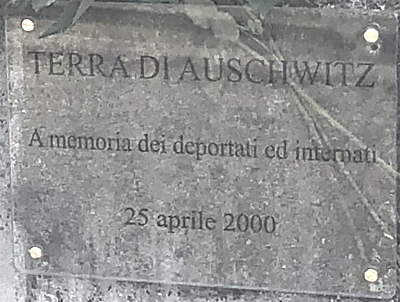 TERRA DI AUSCHWITZ
A memoria dei deportati ed internati
25 aprile 2000